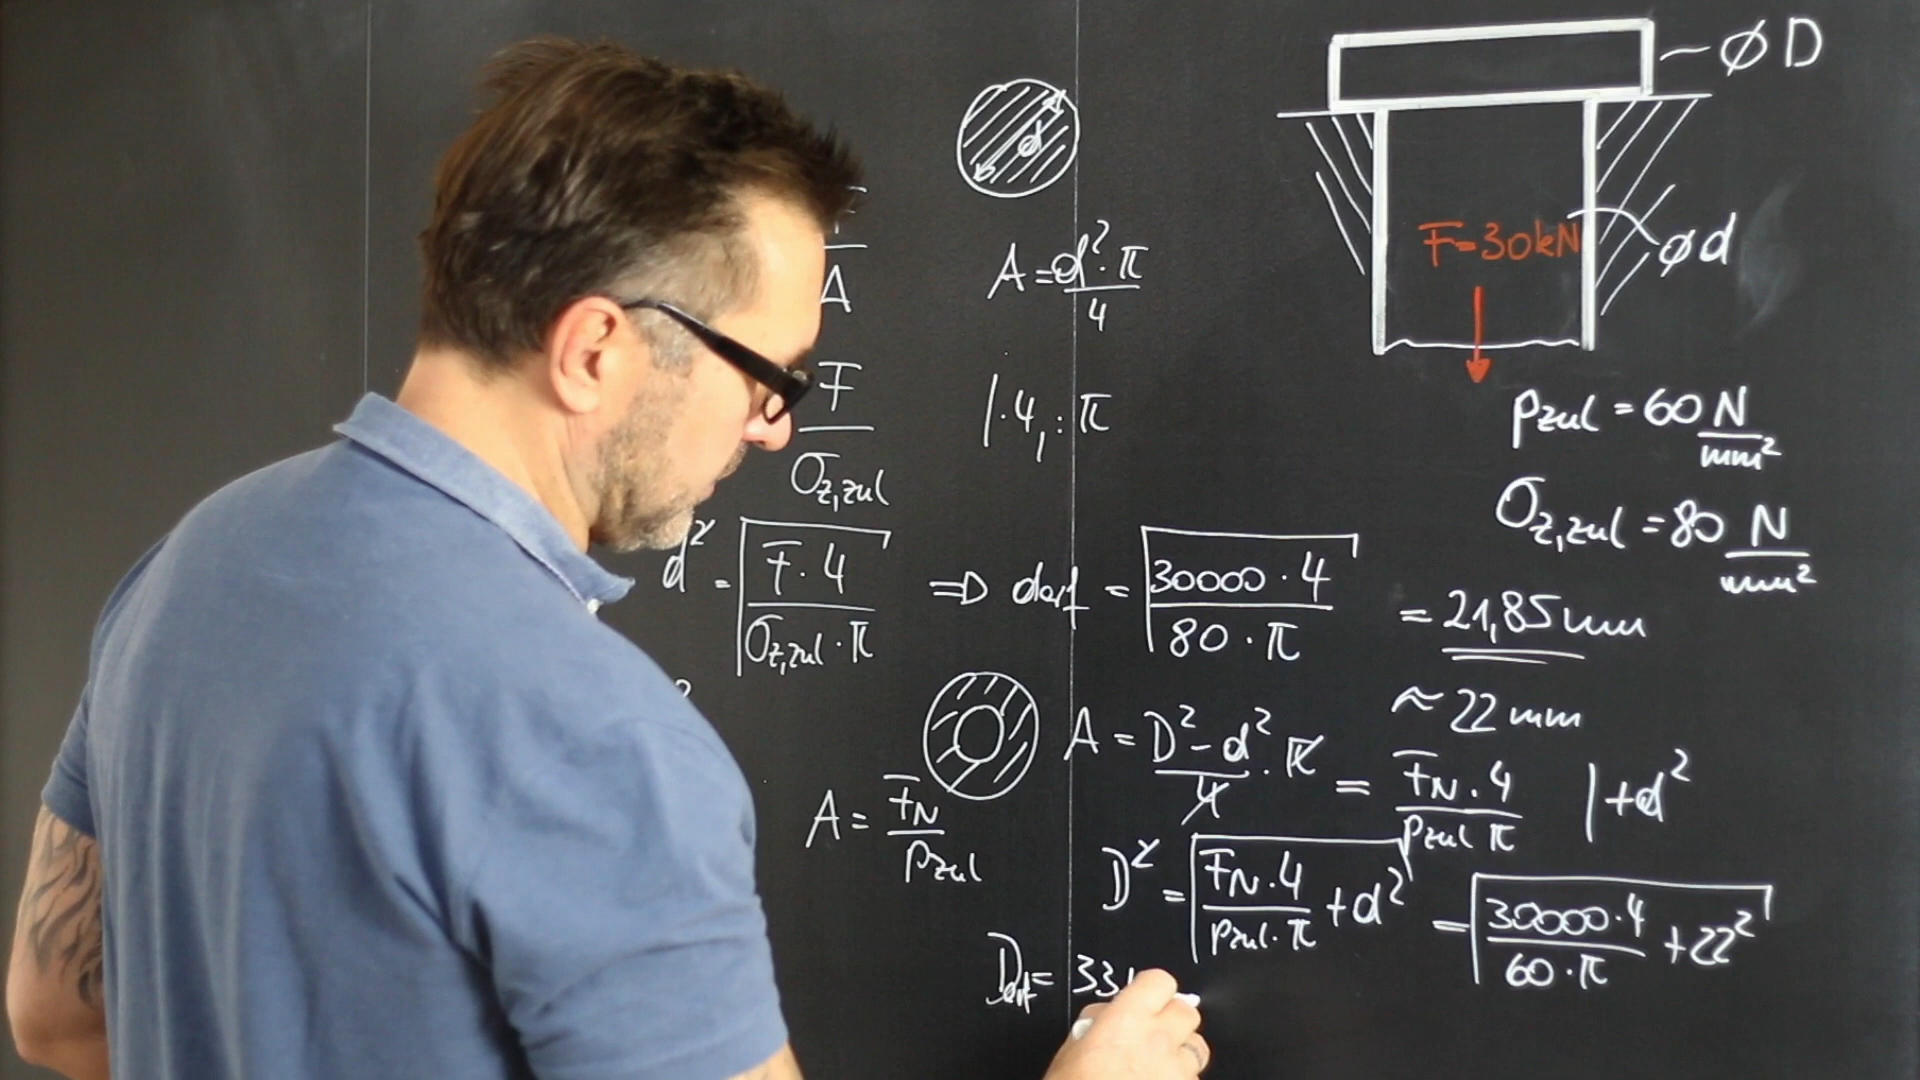 ø D
d
A = d² · π / 4
F / A
F = 30kN
ø d
F / σz,zul
| · 4, : π
pzul = 60 N/mm²
σz,zul = 80 N/mm²
d² = √(F · 4 / σz,zul · π) ⇒ derf = √(30000 · 4 / 80 · π) = 21,85 mm
≈ 22 mm
A = D² - d² / 4 · π = FN · 4 / pzul π | + d²
A = FN / pzul
D² = √(FN · 4 / pzul · π + d²) = √(30000 · 4 / 60 · π + 22²)
Derf = 33